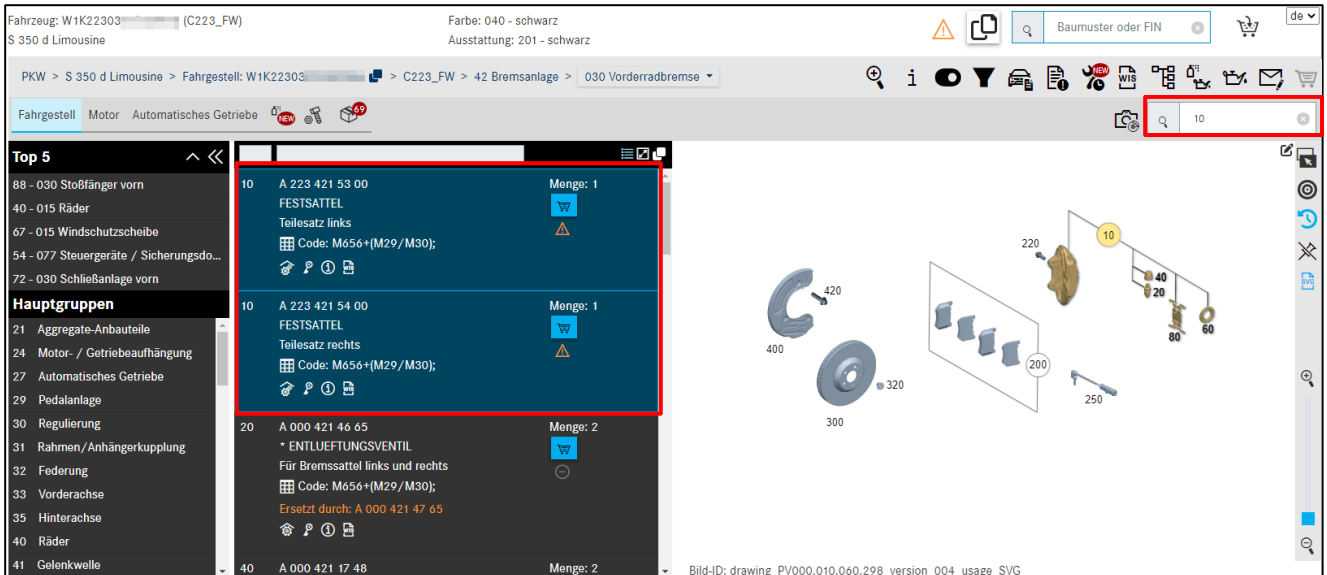 Fahrzeug: W1K22303 (C223_FW)
S 350 d Limousine
Farbe: 040 - schwarz
Ausstattung: 201 - schwarz
Baumuster oder FIN
de
PKW > S 350 d Limousine > Fahrgestell: W1K22303 > C223_FW > 42 Bremsanlage > 030 Vorderradbremse
NEW
WIS
Fahrgestell Motor Automatisches Getriebe
NEW
69
10
Top 5
88 - 030 Stoßfänger vorn
40 - 015 Räder
67 - 015 Windschutzscheibe
54 - 077 Steuergeräte / Sicherungsdo...
72 - 030 Schließanlage vorn
Hauptgruppen
21 Aggregate-Anbauteile
24 Motor- / Getriebeaufhängung
27 Automatisches Getriebe
29 Pedalanlage
30 Regulierung
31 Rahmen/Anhängerkupplung
32 Federung
33 Vorderachse
35 Hinterachse
40 Räder
41 Gelenkwelle
10 A 223 421 53 00 Menge: 1
FESTSATTEL
Teilesatz links
Code: M656+(M29/M30);
10 A 223 421 54 00 Menge: 1
FESTSATTEL
Teilesatz rechts
Code: M656+(M29/M30);
20 A 000 421 46 65 Menge: 2
* ENTLUEFTUNGSVENTIL
Für Bremssattel links und rechts
Code: M656+(M29/M30);
Ersetzt durch: A 000 421 47 65
40 A 000 421 17 48 Menge: 2
10
220
40
20
60
80
420
400
200
320
250
300
SVG
Bild-ID: drawing_PV000.010.060.298_version_004_usage_SVG